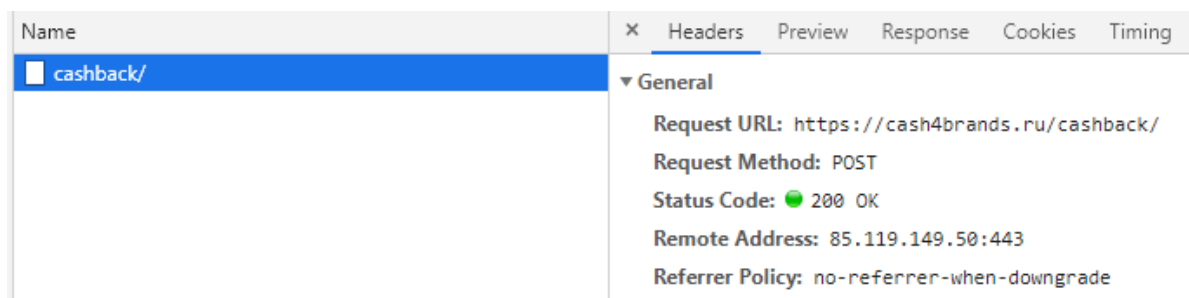 Name
cashback/
× Headers Preview Response Cookies Timing
▼ General
Request URL: https://cash4brands.ru/cashback/
Request Method: POST
Status Code: 200 OK
Remote Address: 85.119.149.50:443
Referrer Policy: no-referrer-when-downgrade